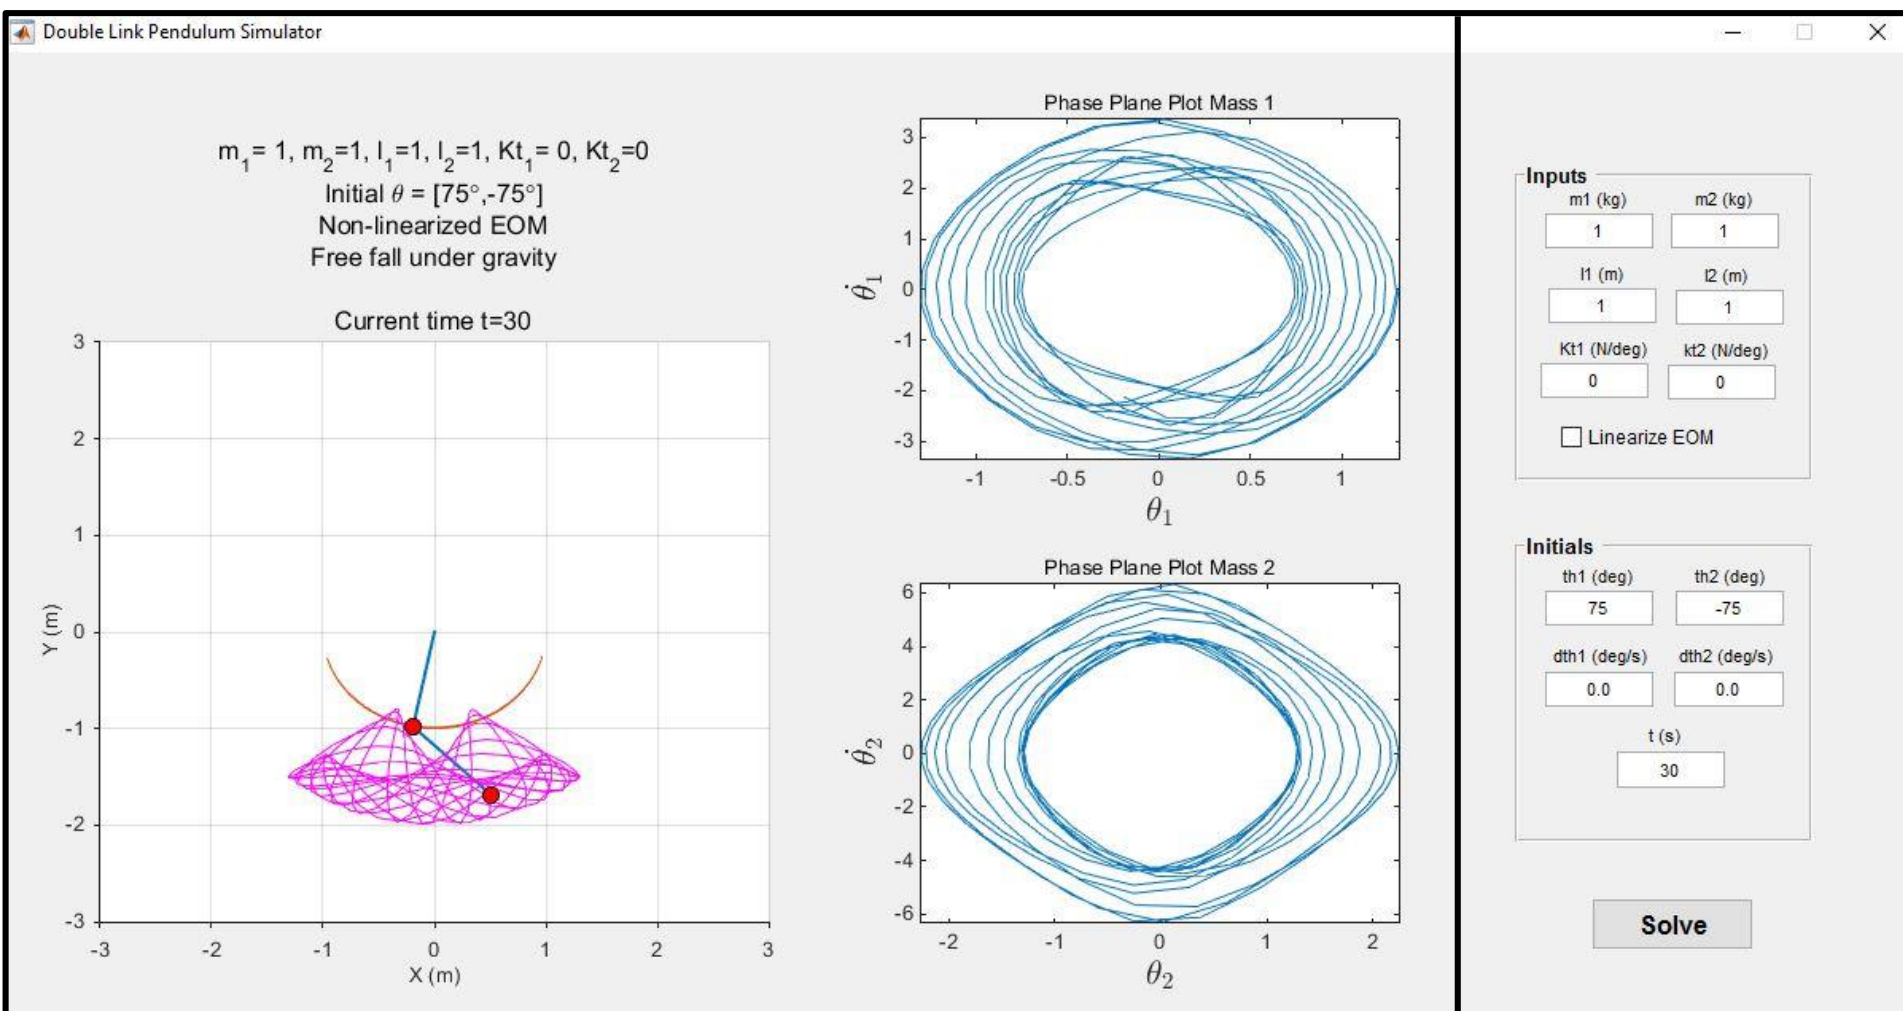 Double Link Pendulum Simulator
m₁= 1, m₂=1, l₁=1, l₂=1, Kt₁= 0, Kt₂=0
Initial θ = [75°,-75°]
Non-linearized EOM
Free fall under gravity
Current time t=30
3
2
1
0
-1
-2
-3
Y (m)
-3 -2 -1 0 1 2 3
X (m)
Phase Plane Plot Mass 1
3
2
1
0
-1
-2
-3
θ̇₁
-1 -0.5 0 0.5 1
θ₁
Phase Plane Plot Mass 2
6
4
2
0
-2
-4
-6
θ̇₂
-2 -1 0 1 2
θ₂
Inputs
m1 (kg) m2 (kg)
1 1
l1 (m) l2 (m)
1 1
Kt1 (N/deg) kt2 (N/deg)
0 0
Linearize EOM
Initials
th1 (deg) th2 (deg)
75 -75
dth1 (deg/s) dth2 (deg/s)
0.0 0.0
t (s)
30
Solve